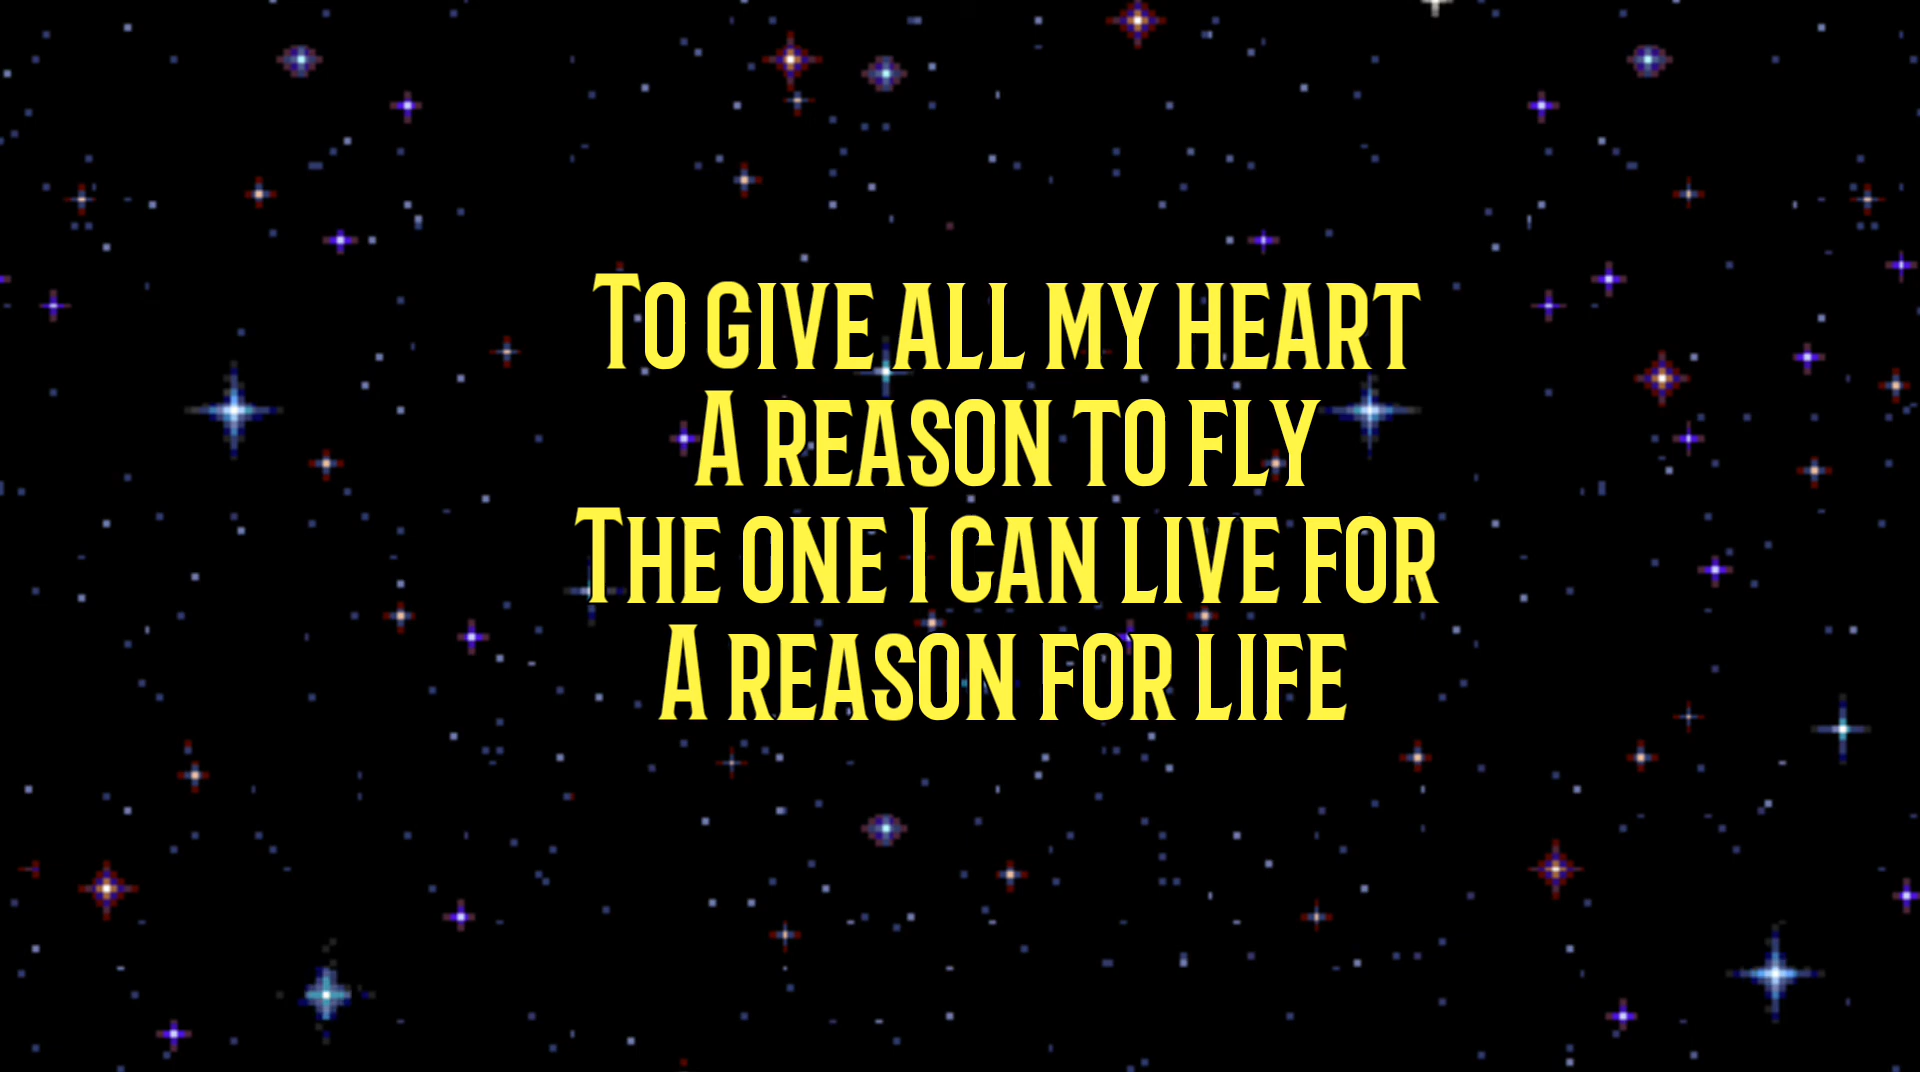 To give all my heart
A reason to fly
The one I can live for
A reason for life